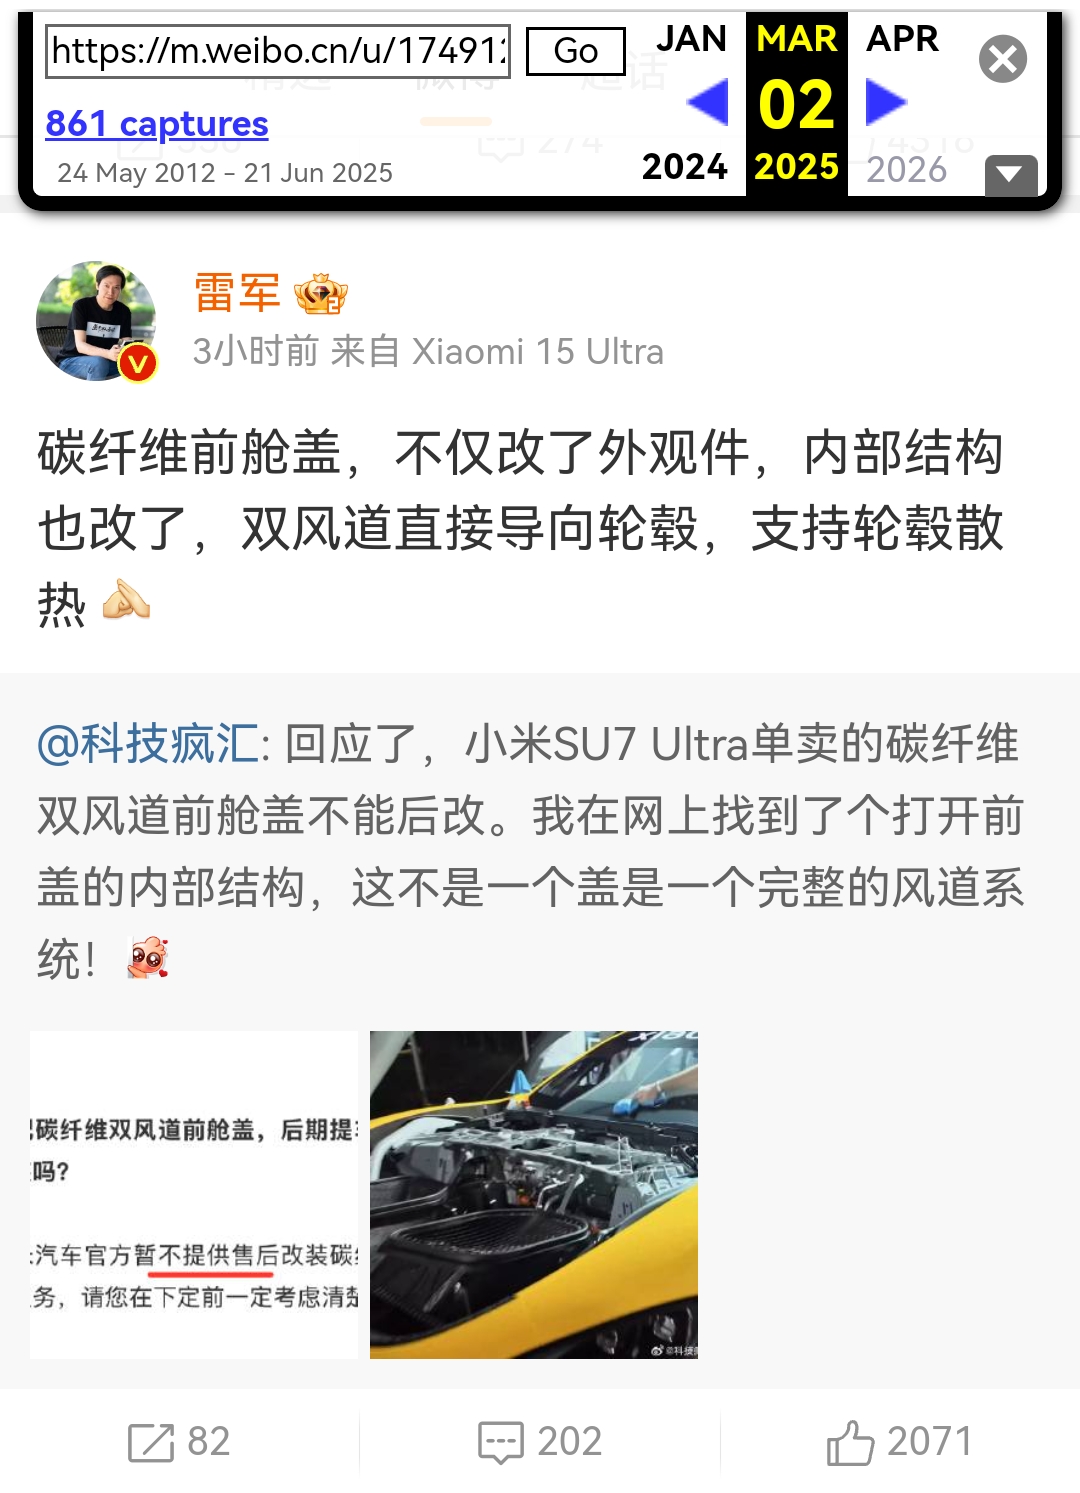 https://m.weibo.cn/u/17491
Go
JAN
MAR
APR
861 captures
02
24 May 2012 - 21 Jun 2025
2024
2025
2026
精选
微博
超话
274
4318
雷军
3小时前 来自 Xiaomi 15 Ultra
碳纤维前舱盖，不仅改了外观件，内部结构
也改了，双风道直接导向轮毂，支持轮毂散
热
@科技疯汇: 回应了，小米SU7 Ultra单卖的碳纤维
双风道前舱盖不能后改。我在网上找到了个打开前
盖的内部结构，这不是一个盖是一个完整的风道系
统！
碳纤维双风道前舱盖，后期提
吗？
汽车官方暂不提供售后改装碳
务，请您在下定前一定考虑清楚
@科技
82
202
2071